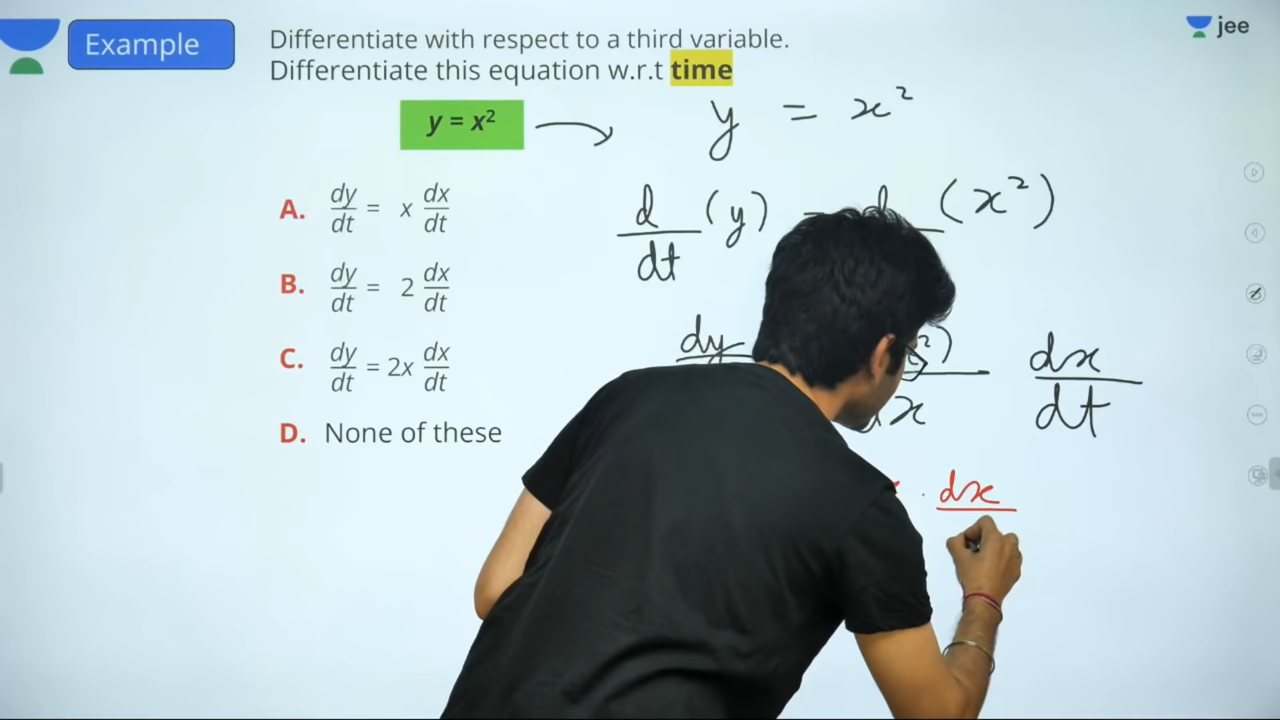 Example
Differentiate with respect to a third variable.
Differentiate this equation w.r.t time
jee
y = x²
y = x²
A. dy/dt = x dx/dt
d/dt (y) = d (x²)
B. dy/dt = 2 dx/dt
dy x dx/dt
C. dy/dt = 2x dx/dt
D. None of these
· dx